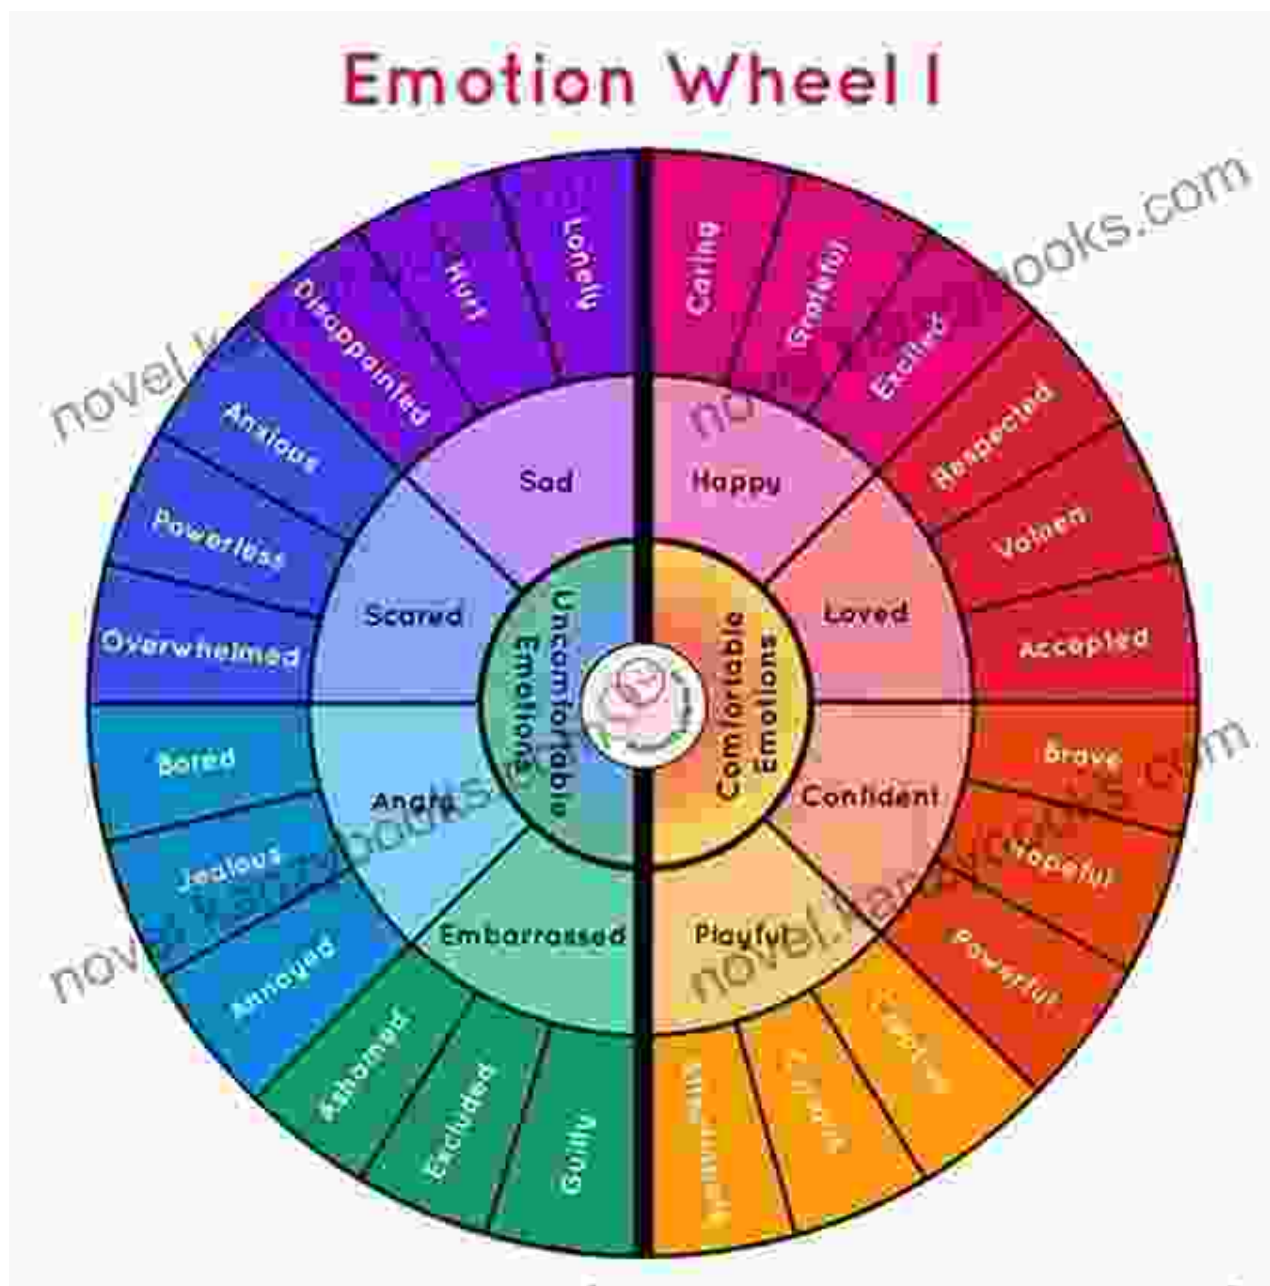 Emotion Wheel I
Lonely
Hurt
Disappointed
Anxious
Powerless
Overwhelmed
Bored
Jealous
Annoyed
Ashamed
Excluded
Guilty
Caring
Grateful
Excited
Respected
Accepted
Brave
Hopeful
Powerful
Sad
Scared
Angry
Embarrassed
Happy
Loved
Confident
Playful
Uncomfortable
Emotions
Comfortable
Emotions